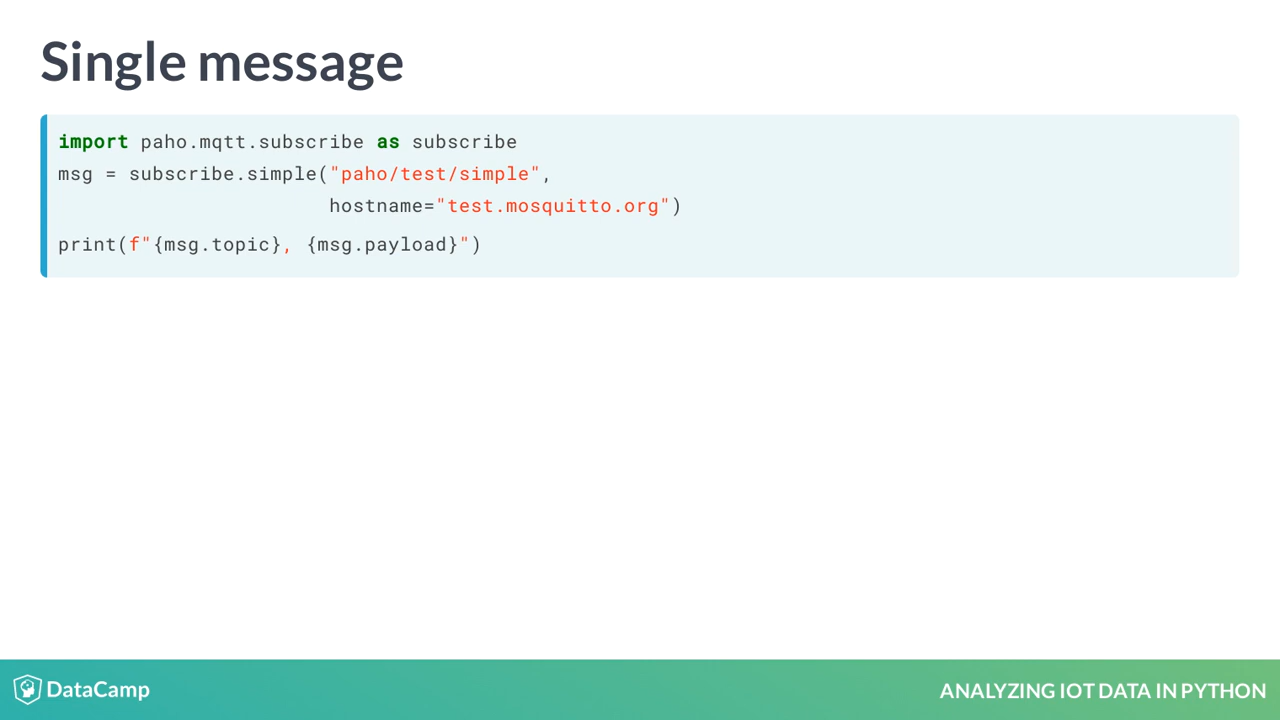 Single message
import paho.mqtt.subscribe as subscribe
msg = subscribe.simple("paho/test/simple",
                       hostname="test.mosquitto.org")
print(f"{msg.topic}, {msg.payload}")
DataCamp
ANALYZING IOT DATA IN PYTHON